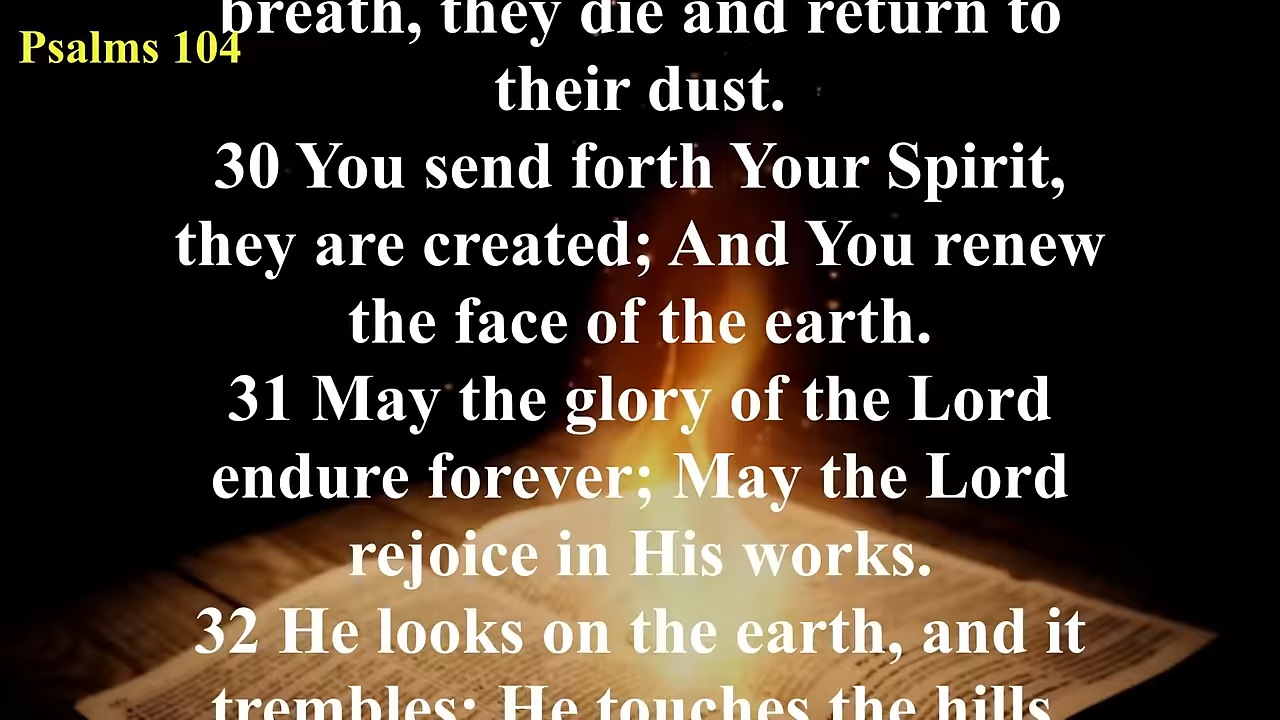 Psalms 104
breath, they die and return to
their dust.
30 You send forth Your Spirit,
they are created; And You renew
the face of the earth.
31 May the glory of the Lord
endure forever; May the Lord
rejoice in His works.
32 He looks on the earth, and it
trembles; He touches the hills,